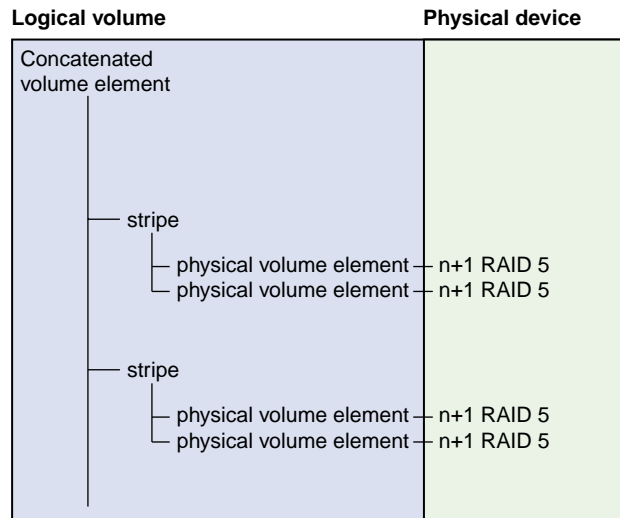 Logical volume Physical device
Concatenated
volume element
stripe
physical volume element n+1 RAID 5
physical volume element n+1 RAID 5
stripe
physical volume element n+1 RAID 5
physical volume element n+1 RAID 5